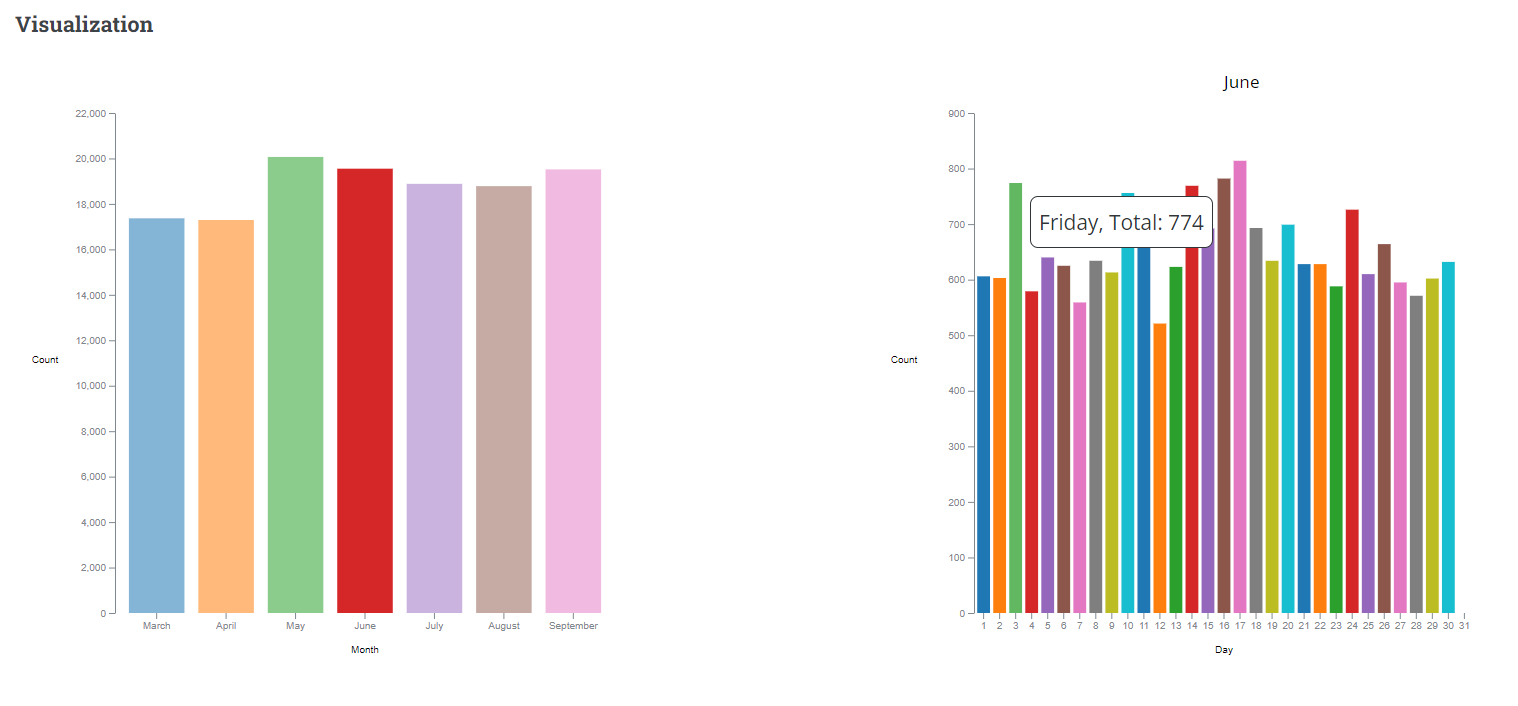 Visualization
22,000
20,000
18,000
16,000
14,000
12,000
10,000
8,000
6,000
4,000
2,000
0
Count
March April May June July August September
Month
June
900
800
700
600
500
400
300
200
100
0
Count
Friday, Total: 774
1 2 3 4 5 6 7 8 9 10 11 12 13 14 15 16 17 18 19 20 21 22 23 24 25 26 27 28 29 30 31
Day